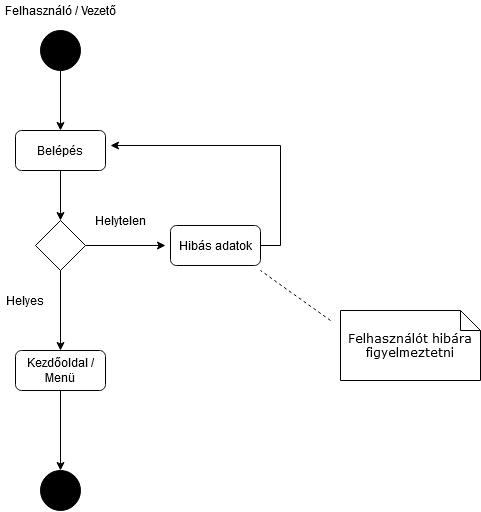 Felhasználó / Vezető
Belépés
Helytelen
Hibás adatok
Helyes
Felhasználót hibára
figyelmeztetni
Kezdőoldal /
Menü